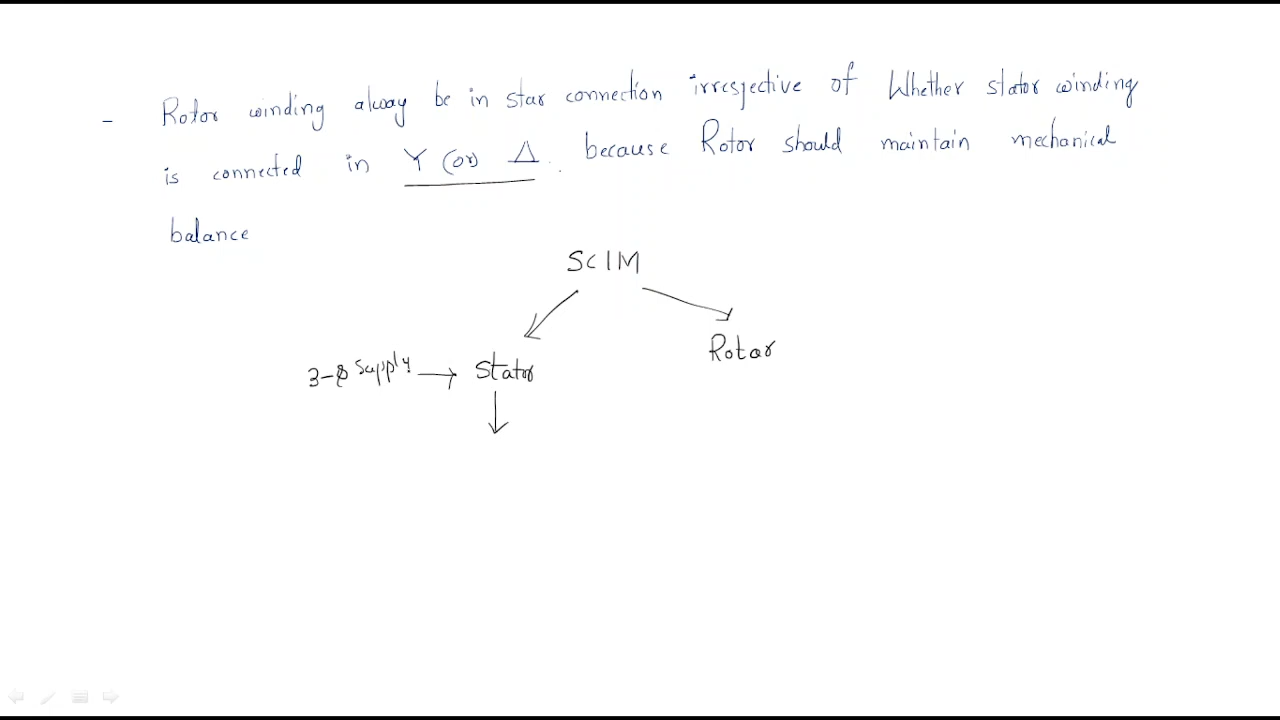 - Rotor winding alway be in star connection irrespective of Whether stator winding
is connected in Y (or) Δ. because Rotor should maintain mechanical
balance
SCIM
3-ϕ supply → Stator
Rotor